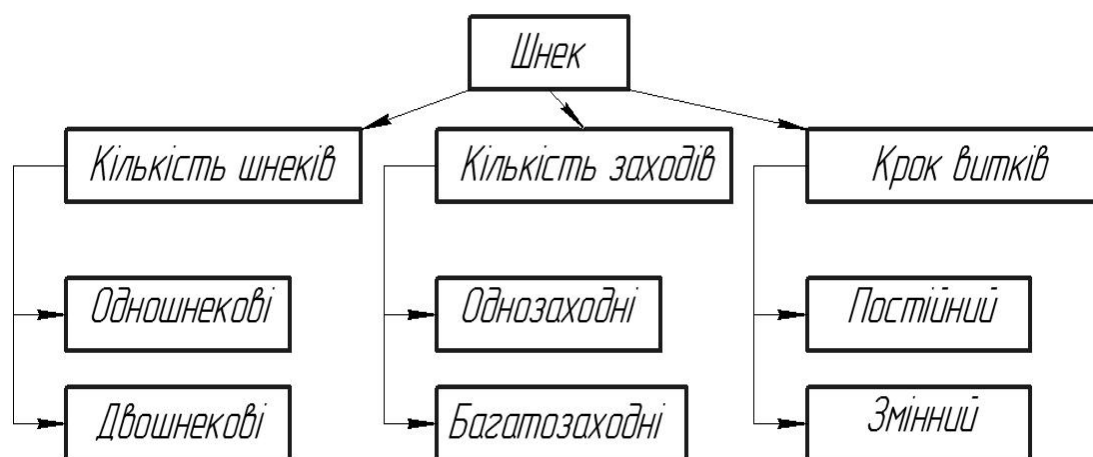 Шнек
Кількість шнеків
Кількість заходів
Крок витків
Одношнекові
Однозаходні
Постійний
Двошнекові
Багатозаходні
Змінний